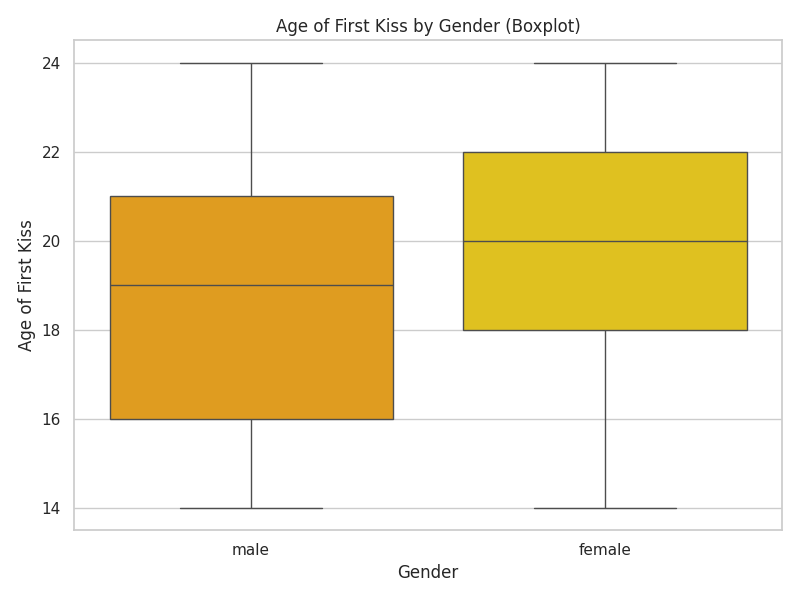 Age of First Kiss by Gender (Boxplot)
24
22
20
18
16
14
Age of First Kiss
male female
Gender